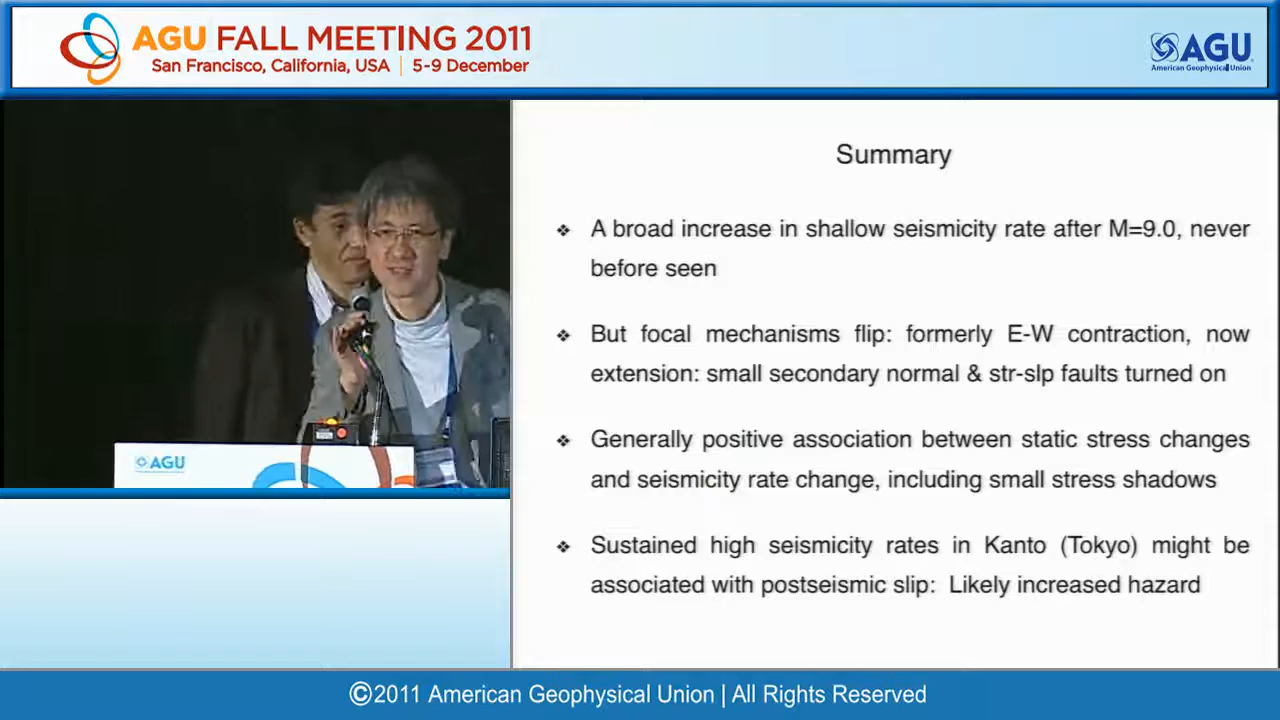 AGU FALL MEETING 2011
San Francisco, California, USA | 5-9 December
AGU
American Geophysical Union
Summary
❖ A broad increase in shallow seismicity rate after M=9.0, never
before seen
❖ But focal mechanisms flip: formerly E-W contraction, now
extension: small secondary normal & str-slp faults turned on
❖ Generally positive association between static stress changes
and seismicity rate change, including small stress shadows
❖ Sustained high seismicity rates in Kanto (Tokyo) might be
associated with postseismic slip: Likely increased hazard
AGU
©2011 American Geophysical Union | All Rights Reserved